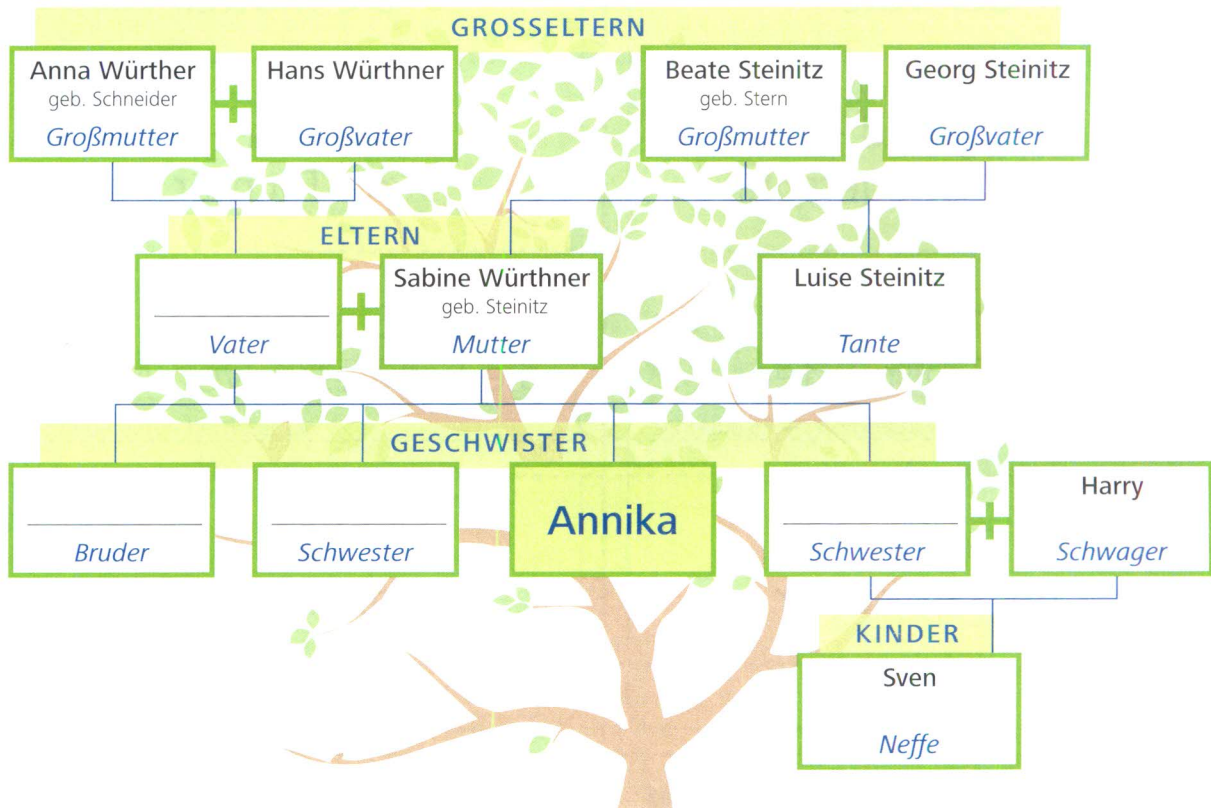 GROSSELTERN
Anna Würther
geb. Schneider
Großmutter
Hans Würthner
Großvater
Beate Steinitz
geb. Stern
Großmutter
Georg Steinitz
Großvater
ELTERN
Vater
Sabine Würthner
geb. Steinitz
Mutter
Luise Steinitz
Tante
GESCHWISTER
Bruder
Schwester
Annika
Schwester
Harry
Schwager
KINDER
Sven
Neffe